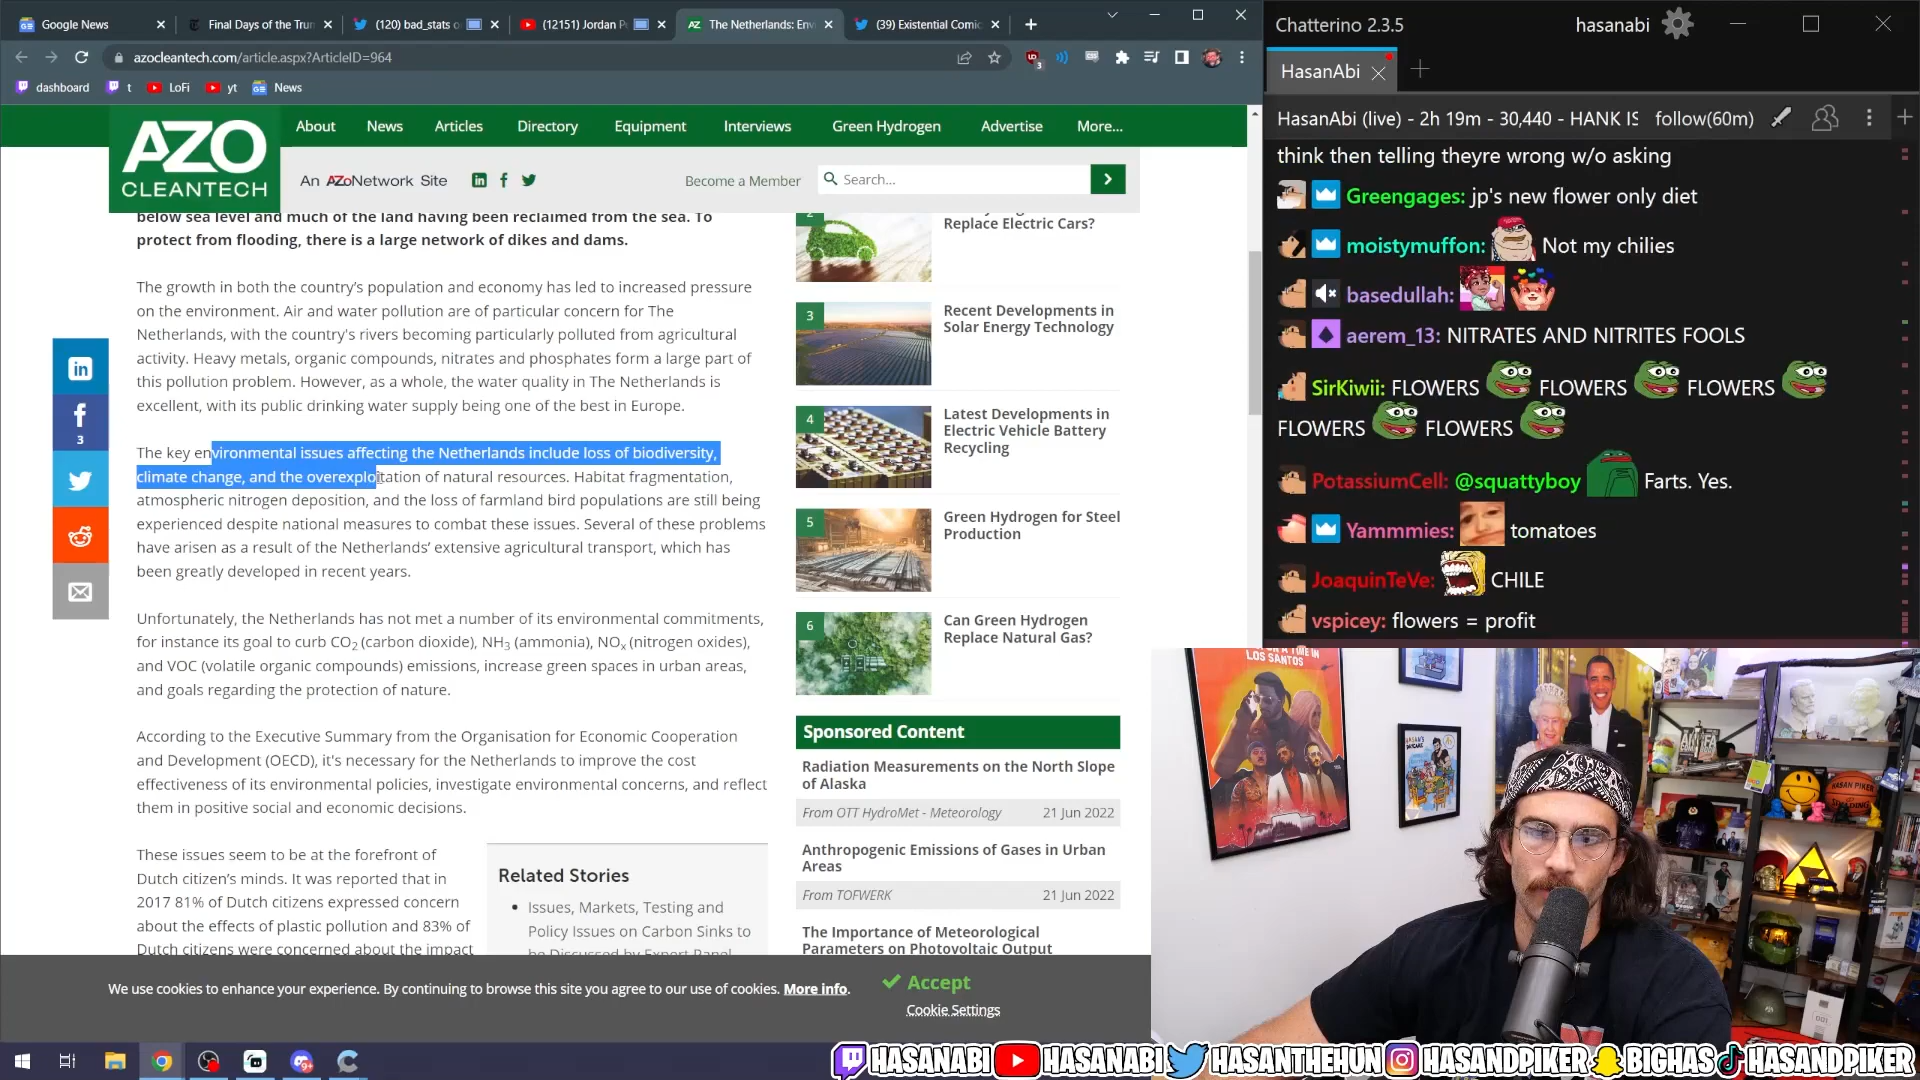 Google News
Final Days of the Trum
(120) bad_stats o
(12151) Jordan P
The Netherlands: Env
(39) Existential Comic
azocleantech.com/article.aspx?ArticleID=964
dashboard
t
LoFi
yt
News
AZO
CLEANTECH
About
News
Articles
Directory
Equipment
Interviews
Green Hydrogen
Advertise
More...
An AZoNetwork Site
Become a Member
Search...
below sea level and much of the land having been reclaimed from the sea. To
protect from flooding, there is a large network of dikes and dams.
The growth in both the country's population and economy has led to increased pressure
on the environment. Air and water pollution are of particular concern for The
Netherlands, with the country's rivers becoming particularly polluted from agricultural
activity. Heavy metals, organic compounds, nitrates and phosphates form a large part of
this pollution problem. However, as a whole, the water quality in The Netherlands is
excellent, with its public drinking water supply being one of the best in Europe.
The key environmental issues affecting the Netherlands include loss of biodiversity,
climate change, and the overexploitation of natural resources. Habitat fragmentation,
atmospheric nitrogen deposition, and the loss of farmland bird populations are still being
experienced despite national measures to combat these issues. Several of these problems
have arisen as a result of the Netherlands' extensive agricultural transport, which has
been greatly developed in recent years.
Unfortunately, the Netherlands has not met a number of its environmental commitments,
for instance its goal to curb CO2 (carbon dioxide), NH3 (ammonia), NOx (nitrogen oxides),
and VOC (volatile organic compounds) emissions, increase green spaces in urban areas,
and goals regarding the protection of nature.
According to the Executive Summary from the Organisation for Economic Cooperation
and Development (OECD), it's necessary for the Netherlands to improve the cost
effectiveness of its environmental policies, investigate environmental concerns, and reflect
them in positive social and economic decisions.
These issues seem to be at the forefront of
Dutch citizen's minds. It was reported that in
2017 81% of Dutch citizens expressed concern
about the effects of plastic pollution and 83% of
Dutch citizens were concerned about the impact
3
Related Stories
Issues, Markets, Testing and
Policy Issues on Carbon Sinks to
be Discussed by Expert Panel
2
Replace Electric Cars?
3
Recent Developments in
Solar Energy Technology
4
Latest Developments in
Electric Vehicle Battery
Recycling
5
Green Hydrogen for Steel
Production
6
Can Green Hydrogen
Replace Natural Gas?
Sponsored Content
Radiation Measurements on the North Slope
of Alaska
From OTT HydroMet - Meteorology
21 Jun 2022
Anthropogenic Emissions of Gases in Urban
Areas
From TOFWERK
21 Jun 2022
The Importance of Meteorological
Parameters on Photovoltaic Output
We use cookies to enhance your experience. By continuing to browse this site you agree to our use of cookies. More info.
Accept
Cookie Settings
Chatterino 2.3.5
hasanabi
HasanAbi
HasanAbi (live) - 2h 19m - 30,440 - HANK IS
follow(60m)
think then telling theyre wrong w/o asking
Greengages: jp's new flower only diet
moistymuffon: Not my chilies
basedullah:
aerem_13: NITRATES AND NITRITES FOOLS
SirKiwii: FLOWERS FLOWERS FLOWERS
FLOWERS FLOWERS
PotassiumCell: @squattyboy Farts. Yes.
Yammmies: tomatoes
JoaquinTeVe: CHILE
vspicey: flowers = profit
LOS SANTOS
HASANABI
HASANABI
HASANTHEHUN
HASANDPIKER
BIGHAS
HASANDPIKER